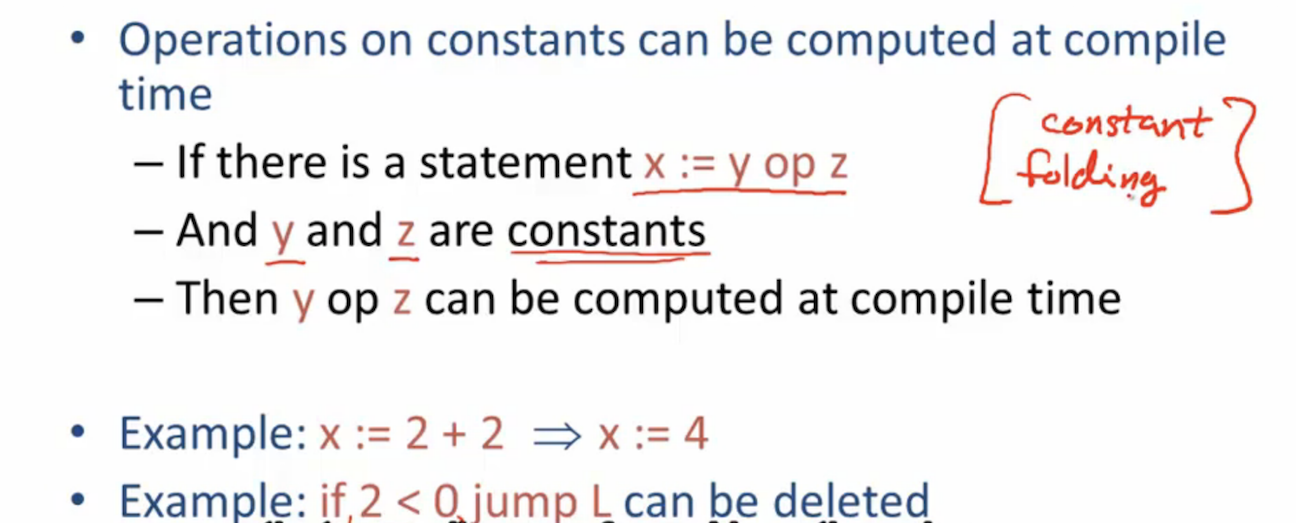 • Operations on constants can be computed at compile
time
constant
– If there is a statement x := y op z
folding
– And y and z are constants
– Then y op z can be computed at compile time
• Example: x := 2 + 2 ⇒ x := 4
• Example: if 2 < 0 jump L can be deleted